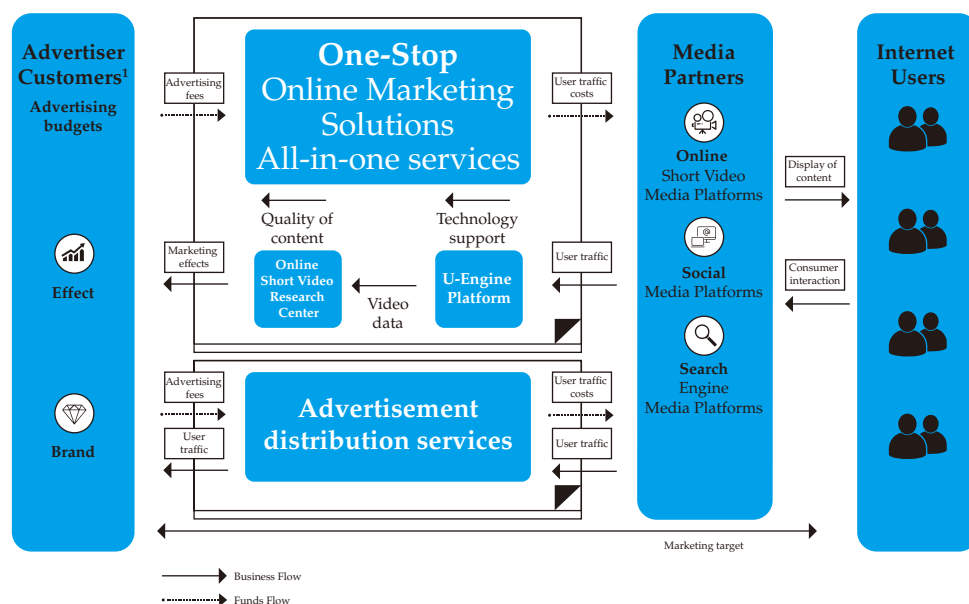 Advertiser
Customers¹
Advertising
budgets
Effect
Brand
Advertising
fees
One-Stop
Online Marketing
Solutions
All-in-one services
User traffic
costs
Quality of
content
Technology
support
Marketing
effects
Online
Short Video
Research
Center
Video
data
U-Engine
Platform
User traffic
Advertising
fees
User
traffic
Advertisement
distribution services
User traffic
costs
User traffic
Media
Partners
Online
Short Video
Media Platforms
Social
Media Platforms
Search
Engine
Media Platforms
Display of
content
Consumer
interaction
Internet
Users
Marketing target
Business Flow
Funds Flow